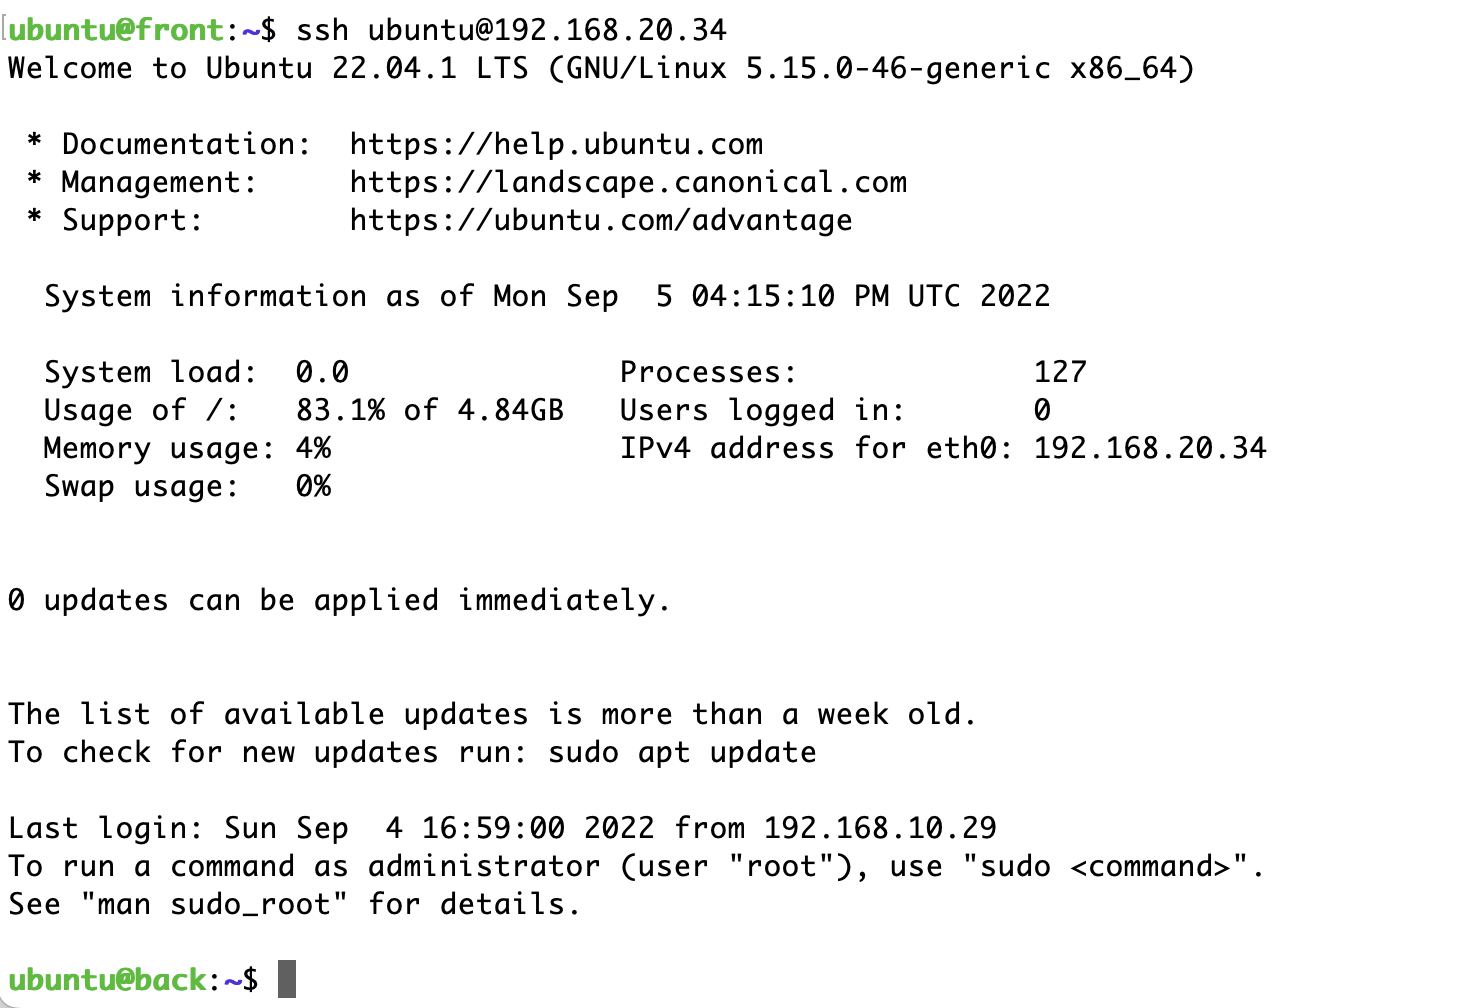 ubuntu@front:~$ ssh ubuntu@192.168.20.34
Welcome to Ubuntu 22.04.1 LTS (GNU/Linux 5.15.0-46-generic x86_64)

 * Documentation:  https://help.ubuntu.com
 * Management:     https://landscape.canonical.com
 * Support:        https://ubuntu.com/advantage

  System information as of Mon Sep  5 04:15:10 PM UTC 2022

  System load:  0.0               Processes:             127
  Usage of /:   83.1% of 4.84GB   Users logged in:       0
  Memory usage: 4%                IPv4 address for eth0: 192.168.20.34
  Swap usage:   0%


0 updates can be applied immediately.


The list of available updates is more than a week old.
To check for new updates run: sudo apt update

Last login: Sun Sep  4 16:59:00 2022 from 192.168.10.29
To run a command as administrator (user "root"), use "sudo <command>".
See "man sudo_root" for details.

ubuntu@back:~$